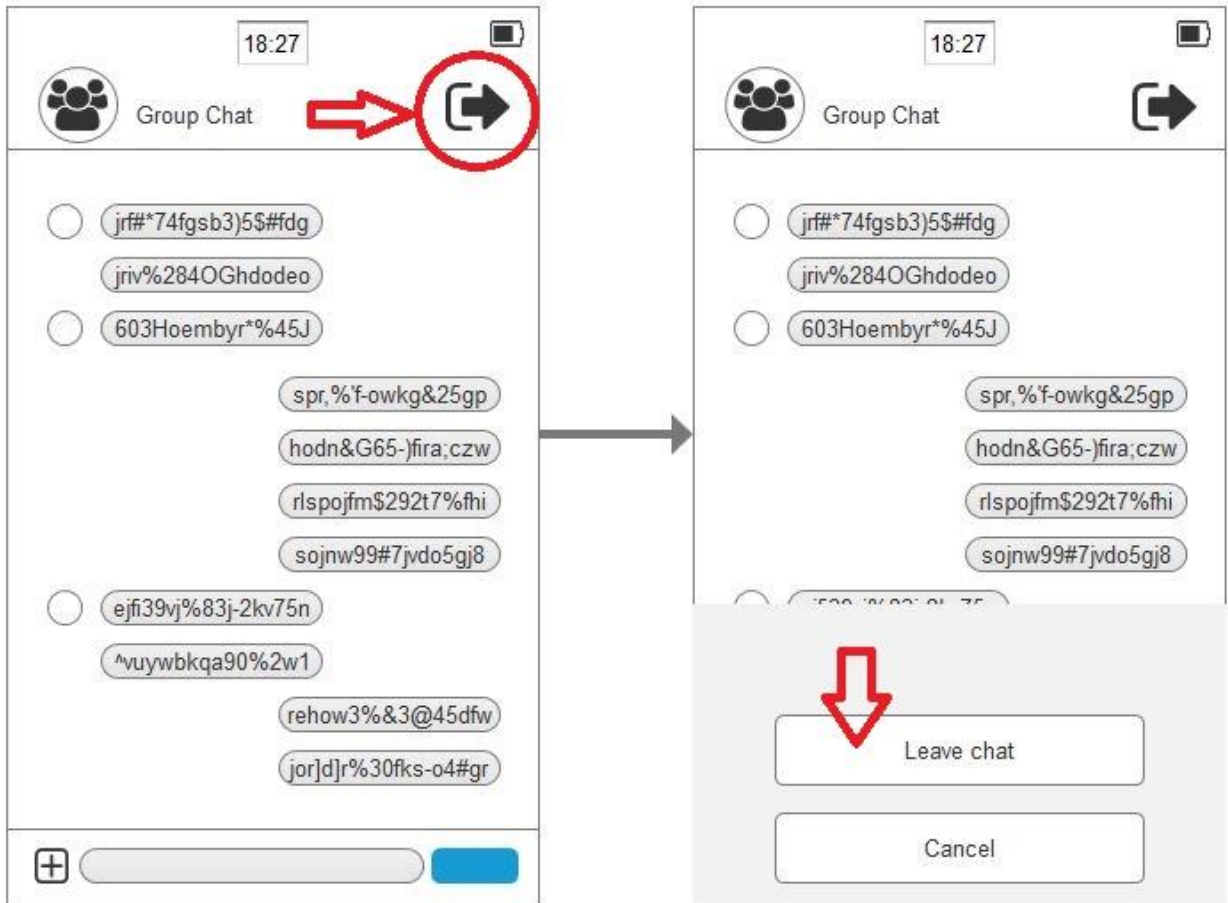 18:27
Group Chat
jrf#*74fgsb3)5$#fdg
jriv%284OGhdodeo
603Hoembyr*%45J
spr,%'f-owkg&25gp
hodn&G65-)fira;czw
rlspojfm$292t7%fhi
sojnw99#7jvdo5gj8
ejfi39vj%83j-2kv75n
^vuywbkqa90%2w1
rehow3%&3@45dfw
jor]d]r%30fks-o4#gr
18:27
Group Chat
jrf#*74fgsb3)5$#fdg
jriv%284OGhdodeo
603Hoembyr*%45J
spr,%'f-owkg&25gp
hodn&G65-)fira;czw
rlspojfm$292t7%fhi
sojnw99#7jvdo5gj8
Leave chat
Cancel